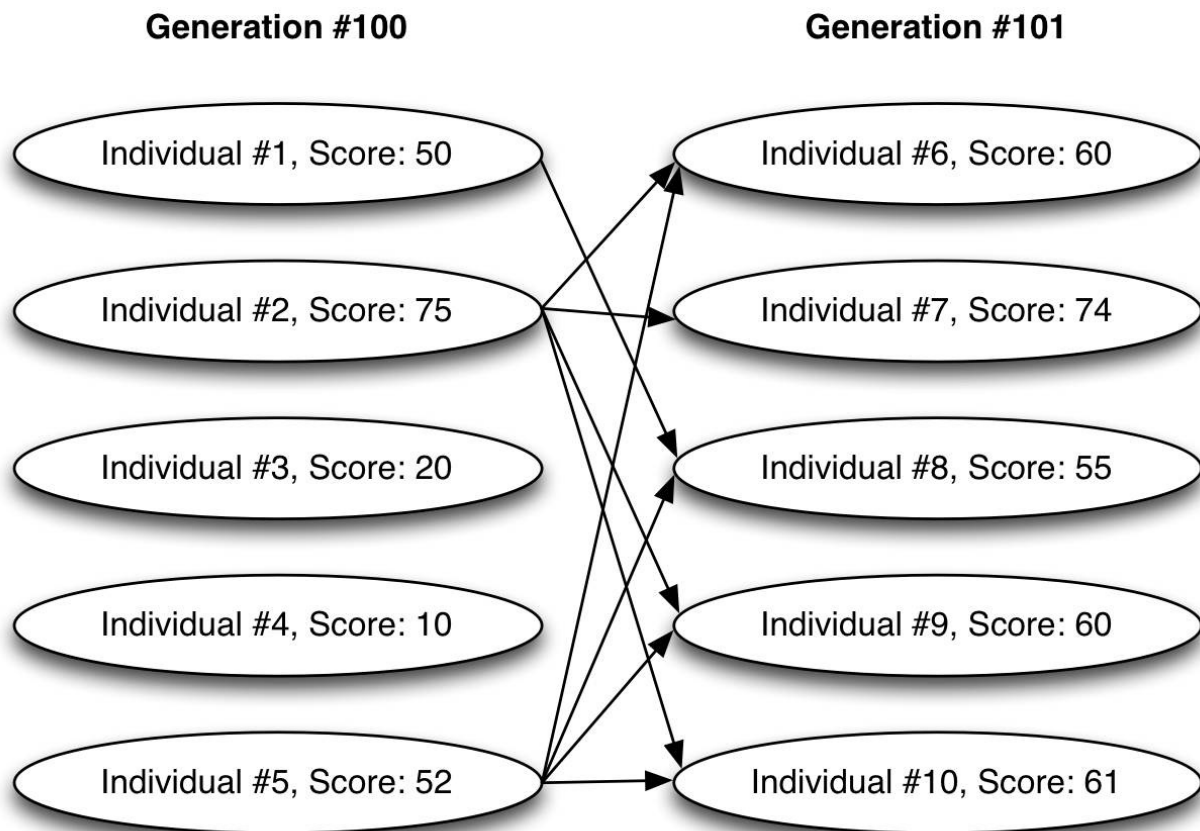 Generation #100
Generation #101
Individual #1, Score: 50
Individual #6, Score: 60
Individual #2, Score: 75
Individual #7, Score: 74
Individual #3, Score: 20
Individual #8, Score: 55
Individual #4, Score: 10
Individual #9, Score: 60
Individual #5, Score: 52
Individual #10, Score: 61